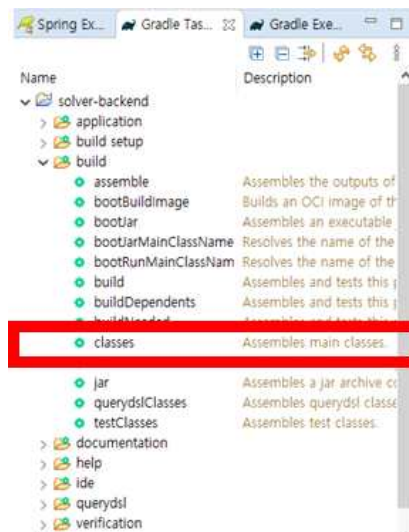 Spring Ex...
Gradle Tas...
Gradle Exe...
Name Description
solver-backend
application
build setup
build
assemble Assembles the outputs of
bootBuildImage Builds an OCI image of th
bootJar Assembles an executable
bootJarMainClassName Resolves the name of the
bootRunMainClassNam Resolves the name of the
build Assembles and tests this p
buildDependents Assembles and tests this p
classes Assembles main classes.
jar Assembles a jar archive co
querydslClasses Assembles querydsl classe
testClasses Assembles test classes.
documentation
help
ide
querydsl
verification